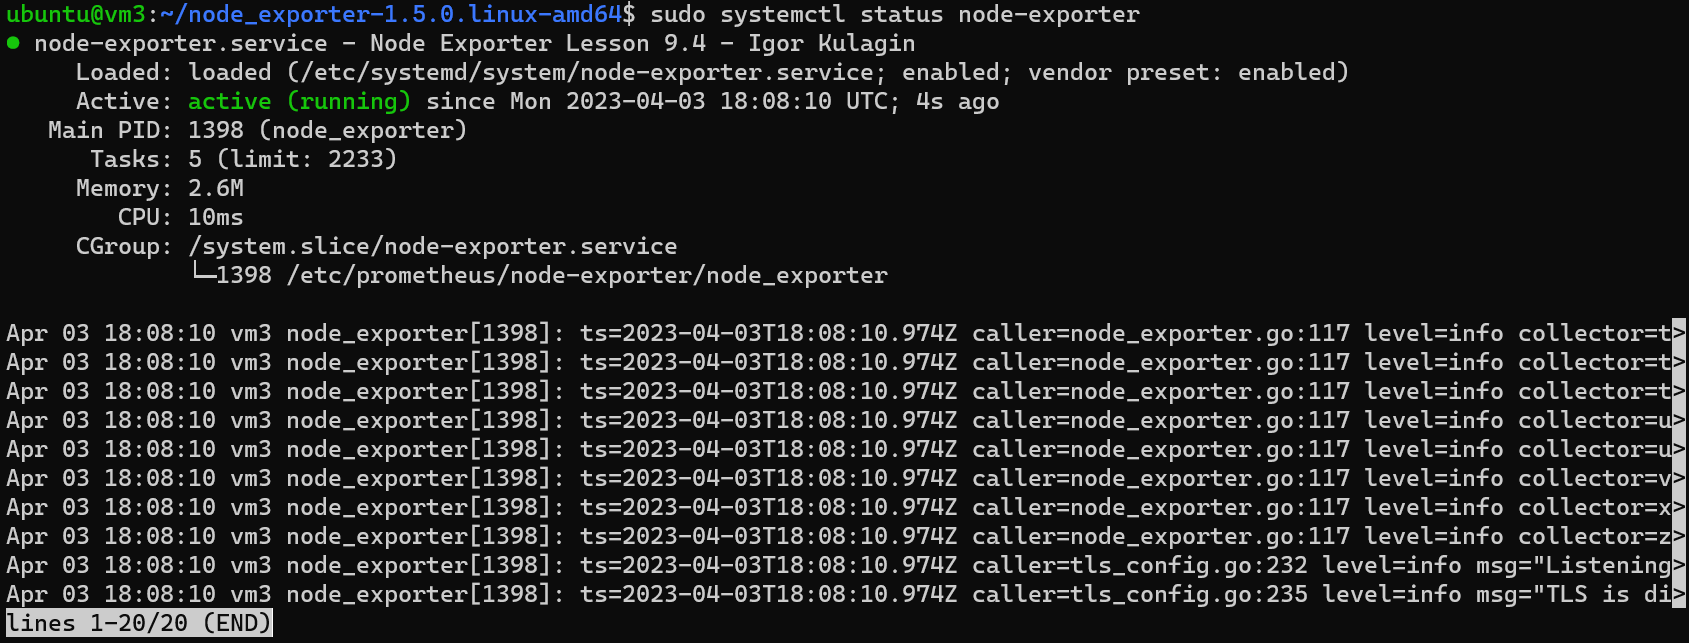 ubuntu@vm3:~/node_exporter-1.5.0.linux-amd64$ sudo systemctl status node-exporter
● node-exporter.service - Node Exporter Lesson 9.4 - Igor Kulagin
     Loaded: loaded (/etc/systemd/system/node-exporter.service; enabled; vendor preset: enabled)
     Active: active (running) since Mon 2023-04-03 18:08:10 UTC; 4s ago
   Main PID: 1398 (node_exporter)
      Tasks: 5 (limit: 2233)
     Memory: 2.6M
        CPU: 10ms
     CGroup: /system.slice/node-exporter.service
             └─1398 /etc/prometheus/node-exporter/node_exporter

Apr 03 18:08:10 vm3 node_exporter[1398]: ts=2023-04-03T18:08:10.974Z caller=node_exporter.go:117 level=info collector=t>
Apr 03 18:08:10 vm3 node_exporter[1398]: ts=2023-04-03T18:08:10.974Z caller=node_exporter.go:117 level=info collector=t>
Apr 03 18:08:10 vm3 node_exporter[1398]: ts=2023-04-03T18:08:10.974Z caller=node_exporter.go:117 level=info collector=t>
Apr 03 18:08:10 vm3 node_exporter[1398]: ts=2023-04-03T18:08:10.974Z caller=node_exporter.go:117 level=info collector=u>
Apr 03 18:08:10 vm3 node_exporter[1398]: ts=2023-04-03T18:08:10.974Z caller=node_exporter.go:117 level=info collector=u>
Apr 03 18:08:10 vm3 node_exporter[1398]: ts=2023-04-03T18:08:10.974Z caller=node_exporter.go:117 level=info collector=v>
Apr 03 18:08:10 vm3 node_exporter[1398]: ts=2023-04-03T18:08:10.974Z caller=node_exporter.go:117 level=info collector=x>
Apr 03 18:08:10 vm3 node_exporter[1398]: ts=2023-04-03T18:08:10.974Z caller=node_exporter.go:117 level=info collector=z>
Apr 03 18:08:10 vm3 node_exporter[1398]: ts=2023-04-03T18:08:10.974Z caller=tls_config.go:232 level=info msg="Listening>
Apr 03 18:08:10 vm3 node_exporter[1398]: ts=2023-04-03T18:08:10.974Z caller=tls_config.go:235 level=info msg="TLS is di>
lines 1-20/20 (END)